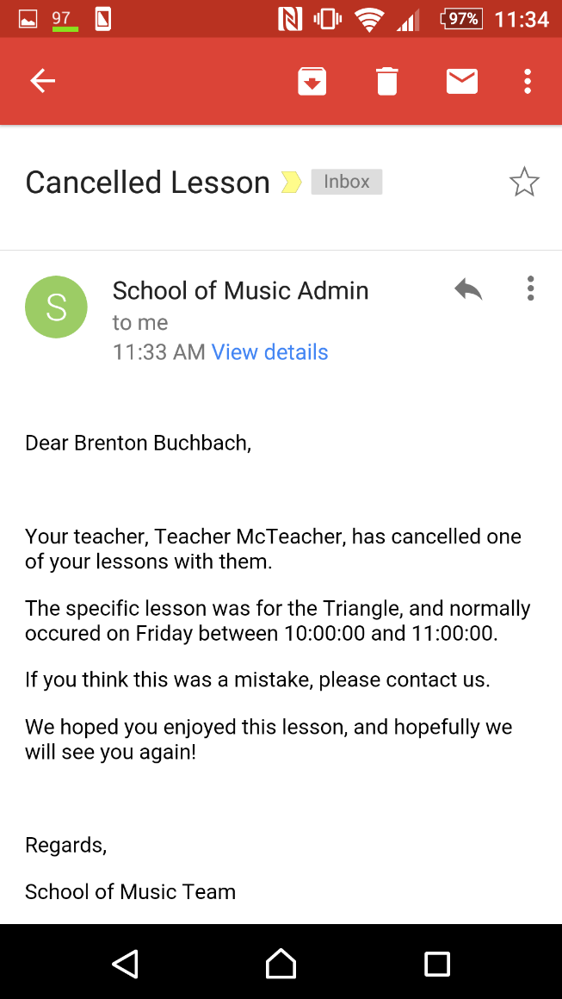 97
97%
11:34
Cancelled Lesson
Inbox
S
School of Music Admin
to me
11:33 AM View details
Dear Brenton Buchbach,
Your teacher, Teacher McTeacher, has cancelled one
of your lessons with them.
The specific lesson was for the Triangle, and normally
occured on Friday between 10:00:00 and 11:00:00.
If you think this was a mistake, please contact us.
We hoped you enjoyed this lesson, and hopefully we
will see you again!
Regards,
School of Music Team